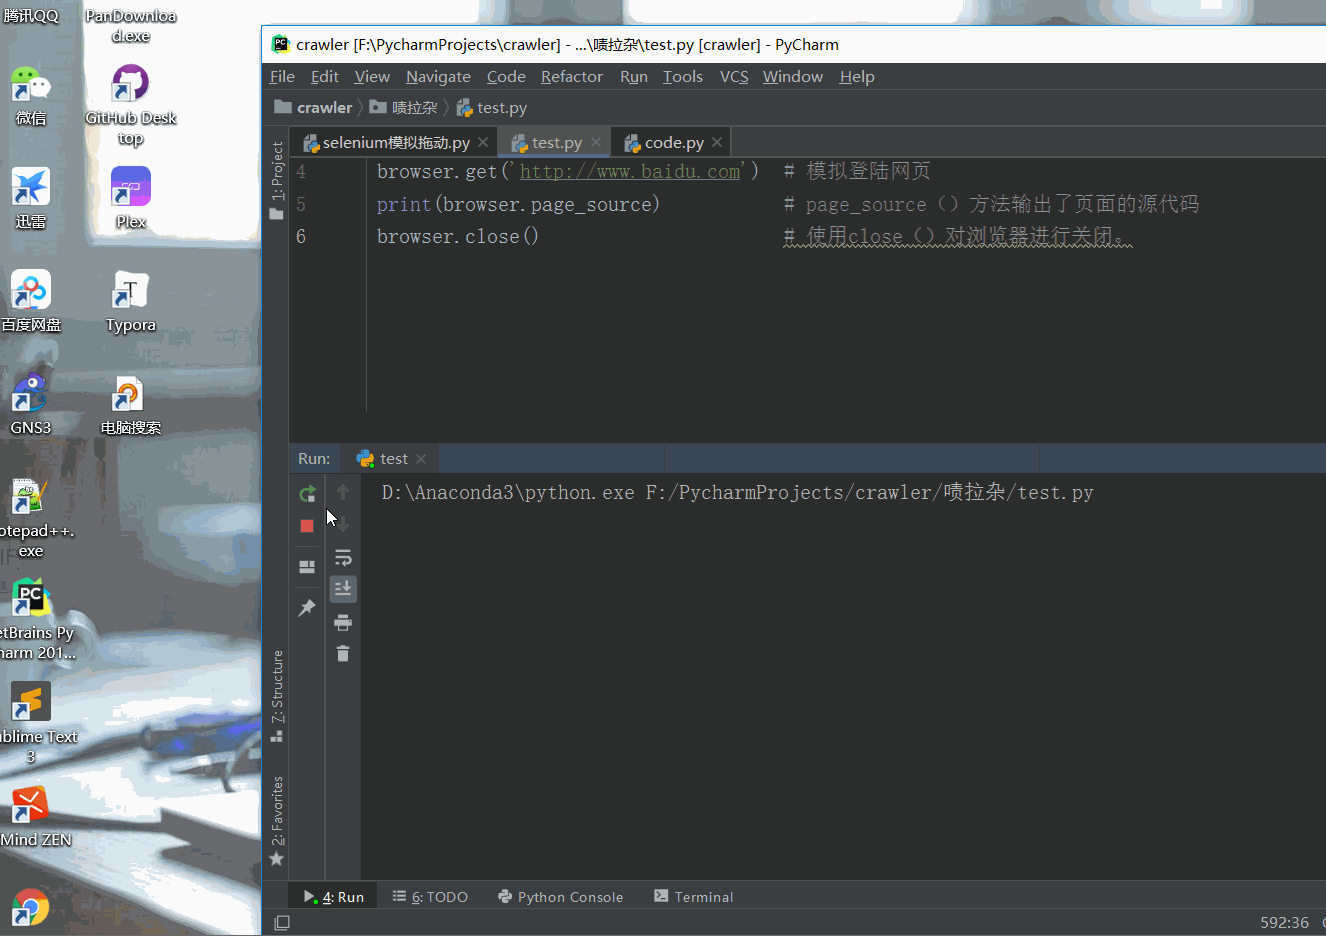 腾讯QQ
PanDownloa
d.exe
微信
GitHub Desk
top
迅雷
Plex
百度网盘
Typora
GNS3
电脑搜索
otepad++.
exe
etBrains Py
harm 201...
ublime Text
3
Mind ZEN
crawler [F:\PycharmProjects\crawler] - ...\啧拉杂\test.py [crawler] - PyCharm
File Edit View Navigate Code Refactor Run Tools VCS Window Help
crawler 啧拉杂 test.py
selenium模拟拖动.py test.py code.py
1: Project
4 browser.get('http://www.baidu.com') # 模拟登陆网页
5 print(browser.page_source) # page_source（）方法输出了页面的源代码
6 browser.close() # 使用close（）对浏览器进行关闭。
Run: test
D:\Anaconda3\python.exe F:/PycharmProjects/crawler/啧拉杂/test.py
7: Structure
2: Favorites
4: Run 6: TODO Python Console Terminal
592:36